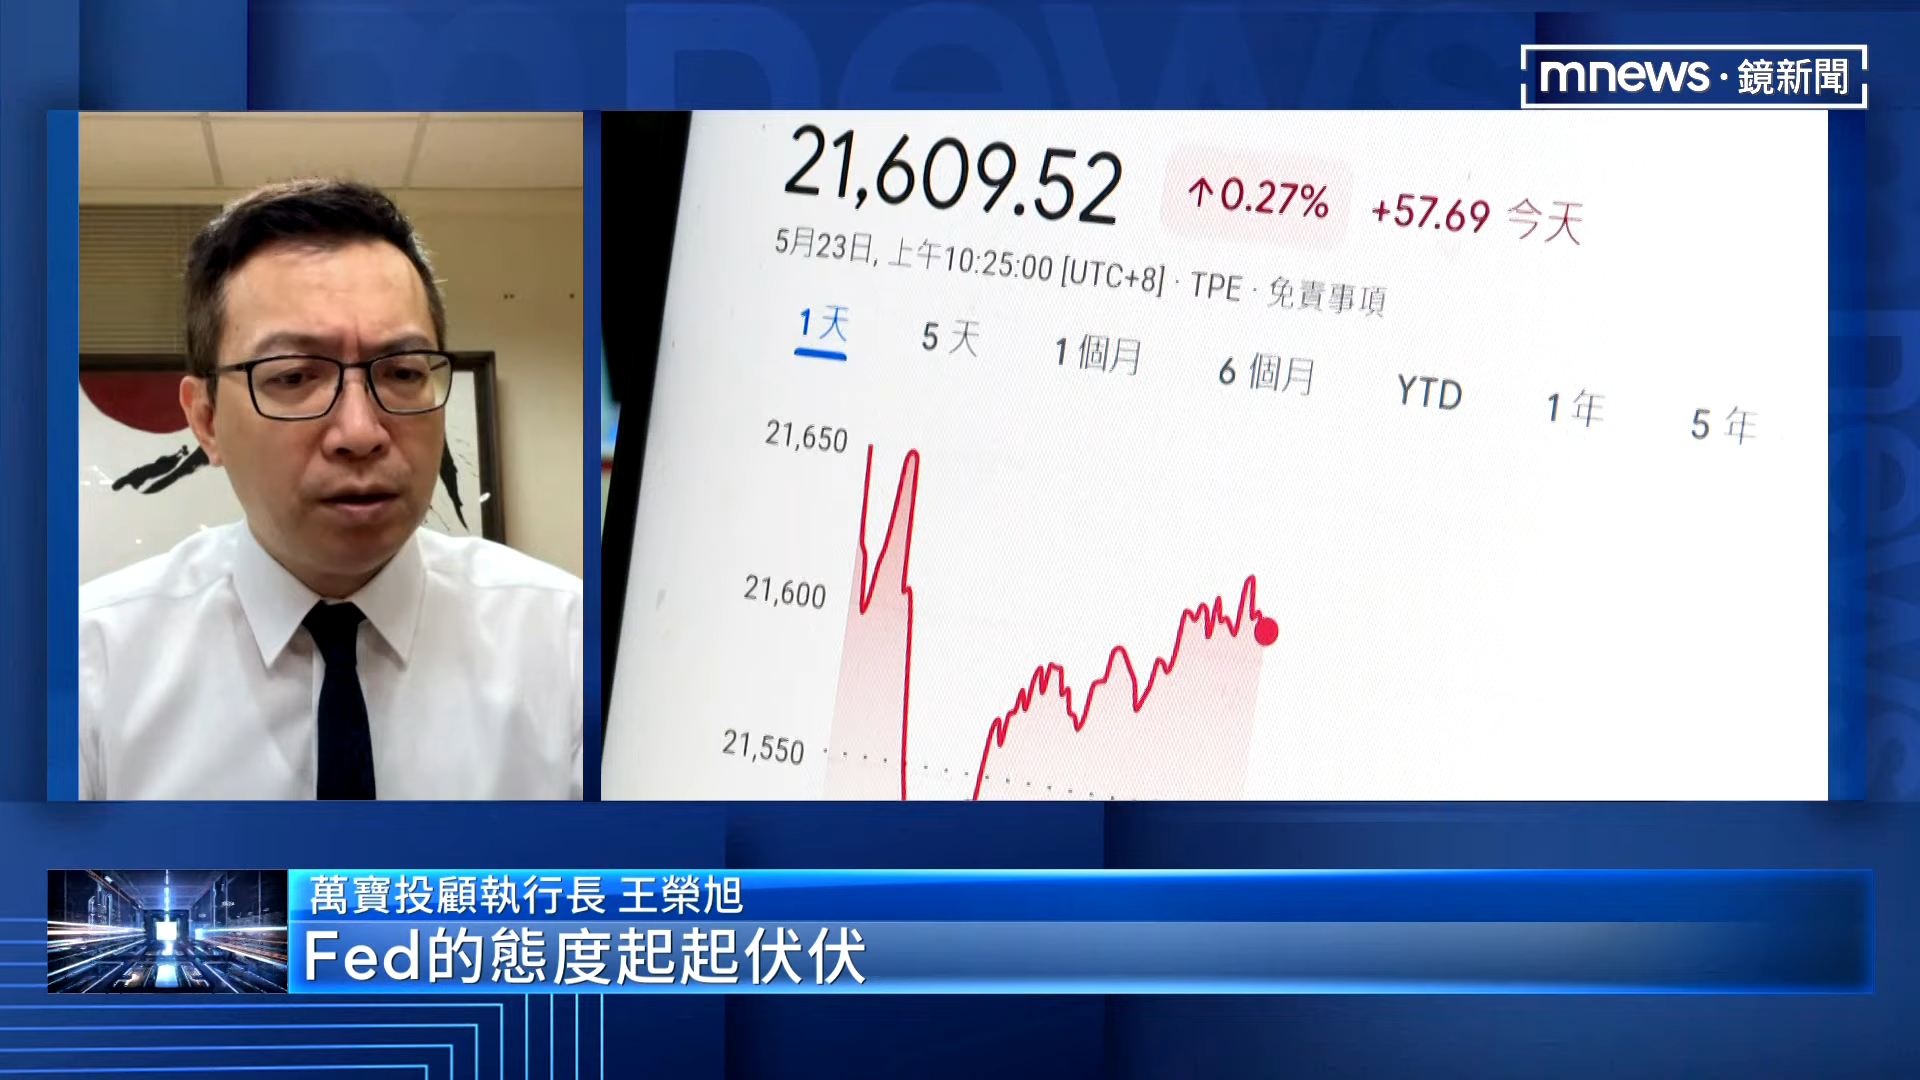 mnews·鏡新聞
21,609.52 ↑0.27% +57.69 今天
5月23日, 上午10:25:00 [UTC+8] · TPE · 免責事項
1 天 5 天 1 個月 6 個月 YTD 1 年 5 年
21,650
21,600
21,550
萬寶投顧執行長 王榮旭
Fed的態度起起伏伏